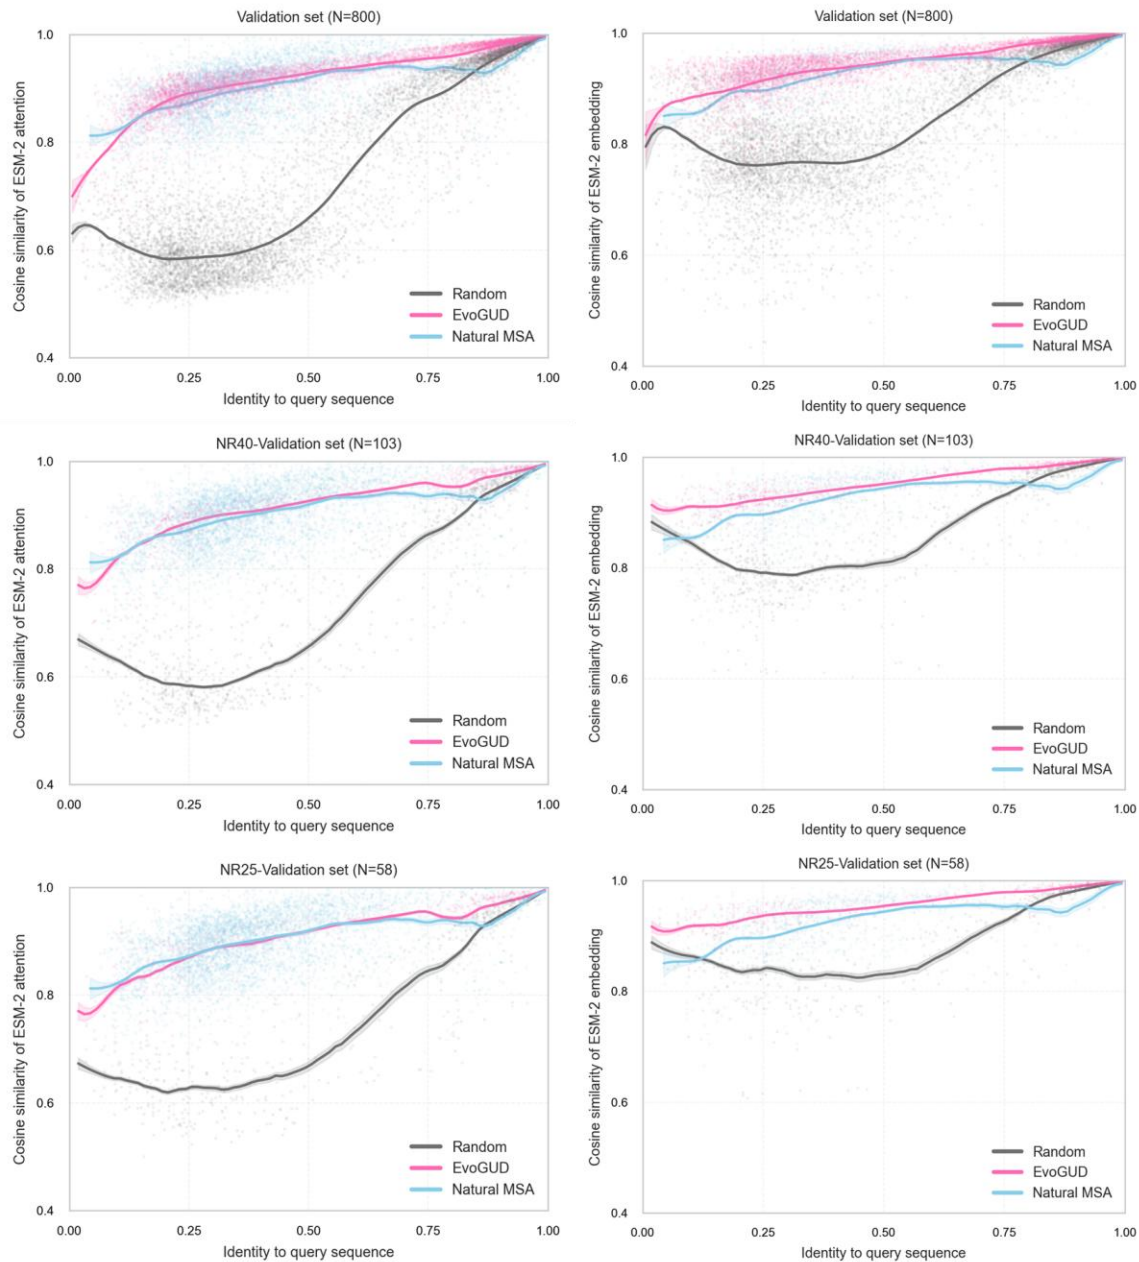 Validation set (N=800)
1.0
0.8
0.6
0.4
Cosine similarity of ESM-2 attention
Random
EvoGUD
Natural MSA
0.00
0.25
0.50
0.75
1.00
Identity to query sequence
Validation set (N=800)
1.0
0.8
0.6
0.4
Cosine similarity of ESM-2 embedding
Random
EvoGUD
Natural MSA
0.00
0.25
0.50
0.75
1.00
Identity to query sequence
NR40-Validation set (N=103)
1.0
0.8
0.6
0.4
Cosine similarity of ESM-2 attention
Random
EvoGUD
Natural MSA
0.00
0.25
0.50
0.75
1.00
Identity to query sequence
NR40-Validation set (N=103)
1.0
0.8
0.6
0.4
Cosine similarity of ESM-2 embedding
Random
EvoGUD
Natural MSA
0.00
0.25
0.50
0.75
1.00
Identity to query sequence
NR25-Validation set (N=58)
1.0
0.8
0.6
0.4
Cosine similarity of ESM-2 attention
Random
EvoGUD
Natural MSA
0.00
0.25
0.50
0.75
1.00
Identity to query sequence
NR25-Validation set (N=58)
1.0
0.8
0.6
0.4
Cosine similarity of ESM-2 embedding
Random
EvoGUD
Natural MSA
0.00
0.25
0.50
0.75
1.00
Identity to query sequence